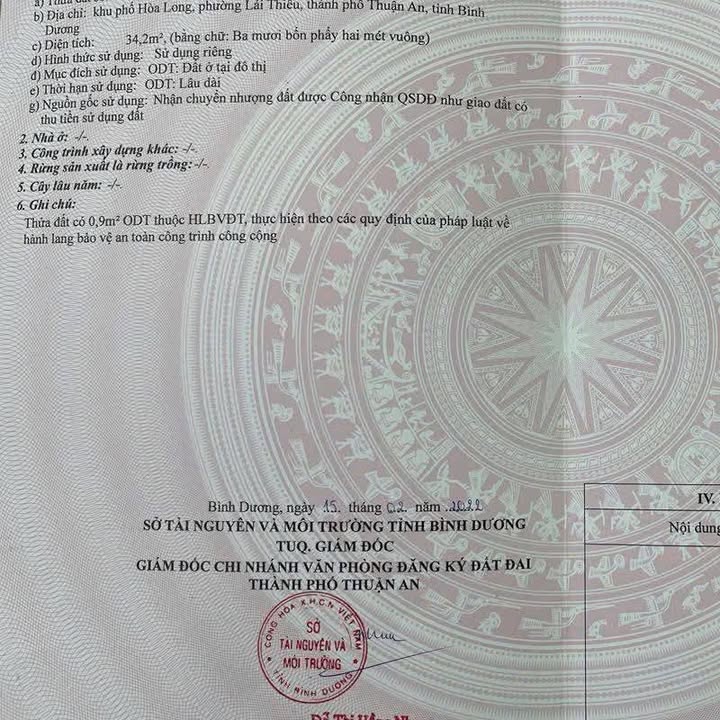 b) Địa chỉ: khu phố Hòa Long, phường Lái Thiêu, thành phố Thuận An, tỉnh Bình
Dương
c) Diện tích: 34,2m², (bằng chữ: Ba mươi bốn phẩy hai mét vuông)
d) Hình thức sử dụng: Sử dụng riêng
đ) Mục đích sử dụng: ODT: Đất ở tại đô thị
e) Thời hạn sử dụng: ODT: Lâu dài
g) Nguồn gốc sử dụng: Nhận chuyển nhượng đất được Công nhận QSDĐ như giao đất có
thu tiền sử dụng đất
2. Nhà ở: -/-
3. Công trình xây dựng khác: -/-
4. Rừng sản xuất là rừng trồng: -/-
5. Cây lâu năm: -/-
6. Ghi chú:
Thửa đất có 0,9m² ODT thuộc HLBVĐT, thực hiện theo các quy định của pháp luật về
hành lang bảo vệ an toàn công trình công cộng
Bình Dương, ngày 15. tháng 02. năm .2022
SỞ TÀI NGUYÊN VÀ MÔI TRƯỜNG TỈNH BÌNH DƯƠNG
TUQ. GIÁM ĐỐC
GIÁM ĐỐC CHI NHÁNH VĂN PHÒNG ĐĂNG KÝ ĐẤT ĐAI
THÀNH PHỐ THUẬN AN
CỘNG HÒA X.H.C.N VIỆT NAM
SỞ
TÀI NGUYÊN VÀ
MÔI TRƯỜNG
TỈNH BÌNH DƯƠNG
IV.
Nội dung